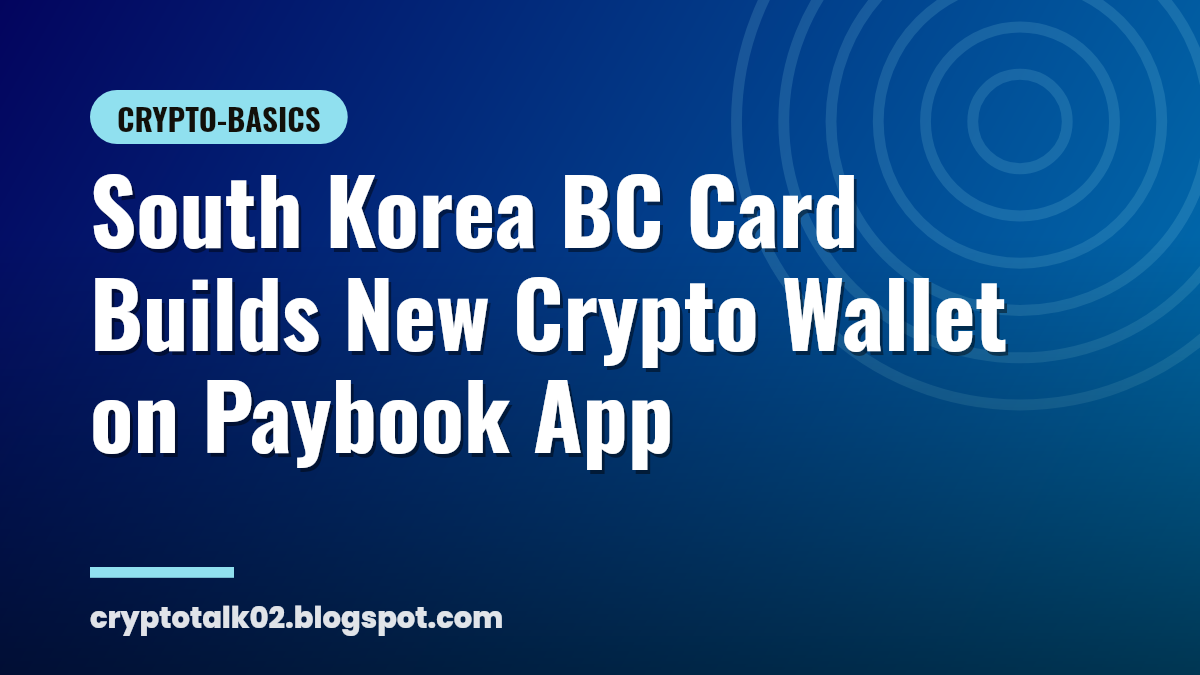 CRYPTO-BASICS
South Korea BC Card
Builds New Crypto Wallet
on Paybook App
cryptotalk02.blogspot.com